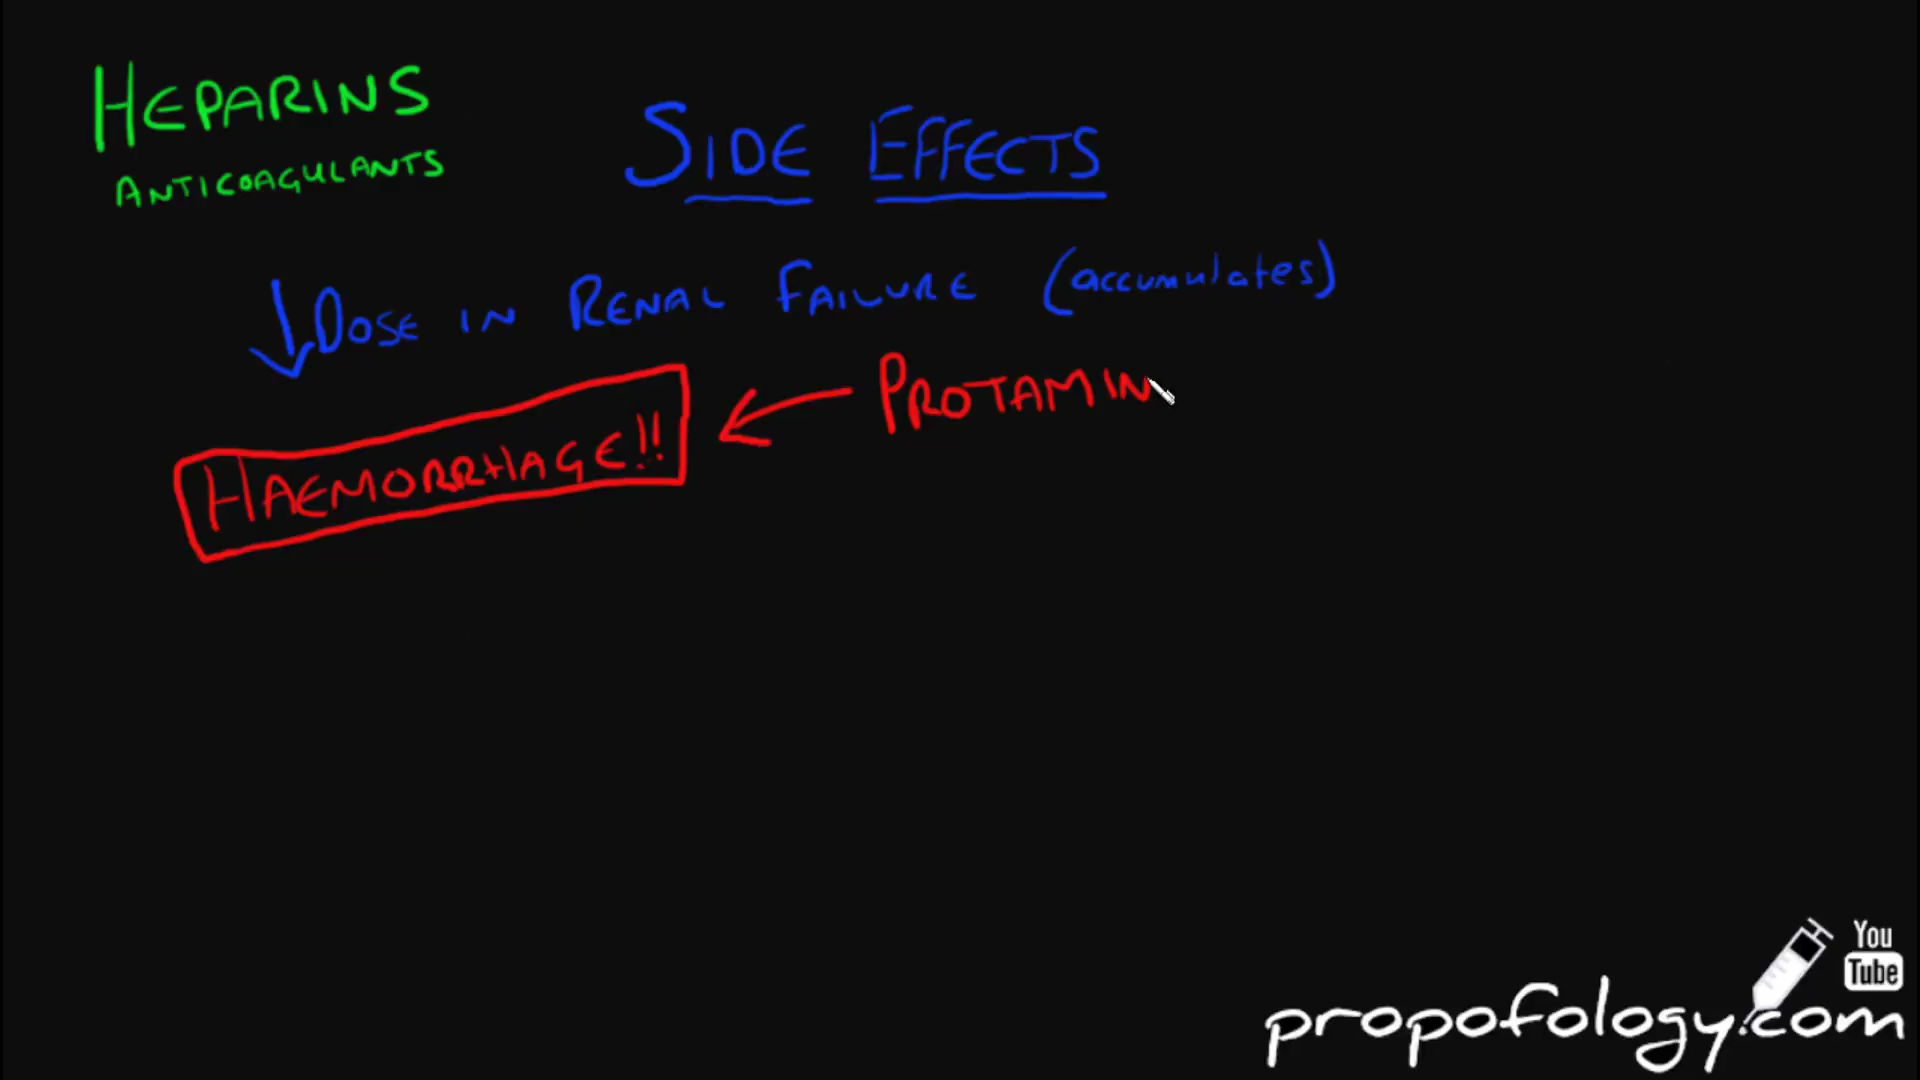 HEPARINS
ANTICOAGULANTS
SIDE EFFECTS
↓ DOSE IN RENAL FAILURE (accumulates)
HAEMORRHAGE!! ← PROTAMIN
You
Tube
propofology.com